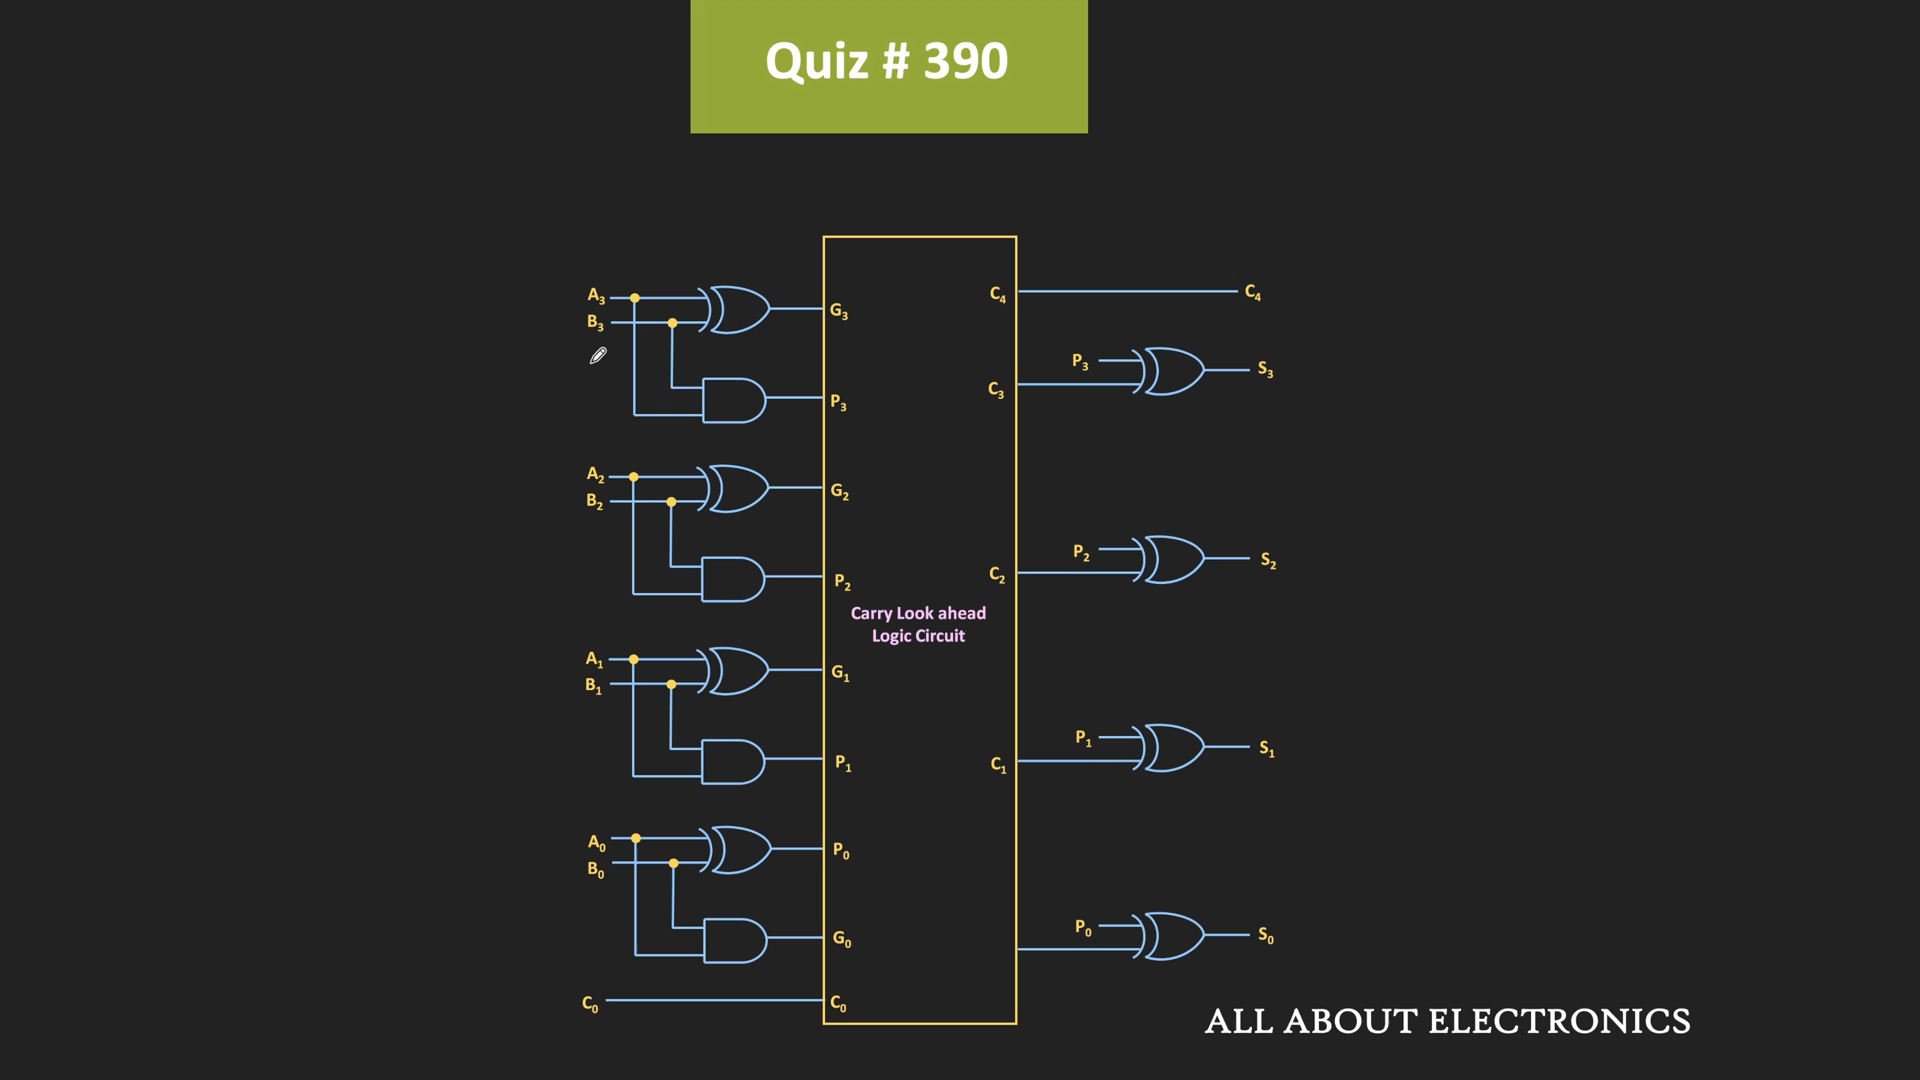 Quiz # 390
A3
B3
G3
P3
C4
C4
P3
C3
S3
A2
B2
G2
P2
P2
C2
S2
Carry Look ahead
Logic Circuit
A1
B1
G1
P1
P1
C1
S1
A0
B0
P0
G0
P0
S0
C0
C0
ALL ABOUT ELECTRONICS